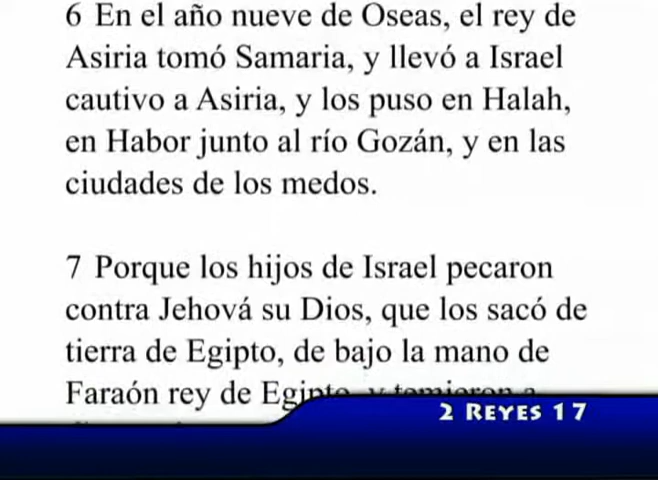 6 En el año nueve de Oseas, el rey de
Asiria tomó Samaria, y llevó a Israel
cautivo a Asiria, y los puso en Halah,
en Habor junto al río Gozán, y en las
ciudades de los medos.
7 Porque los hijos de Israel pecaron
contra Jehová su Dios, que los sacó de
tierra de Egipto, de bajo la mano de
Faraón rey de Egipto, y temieron a
2 REYES 17